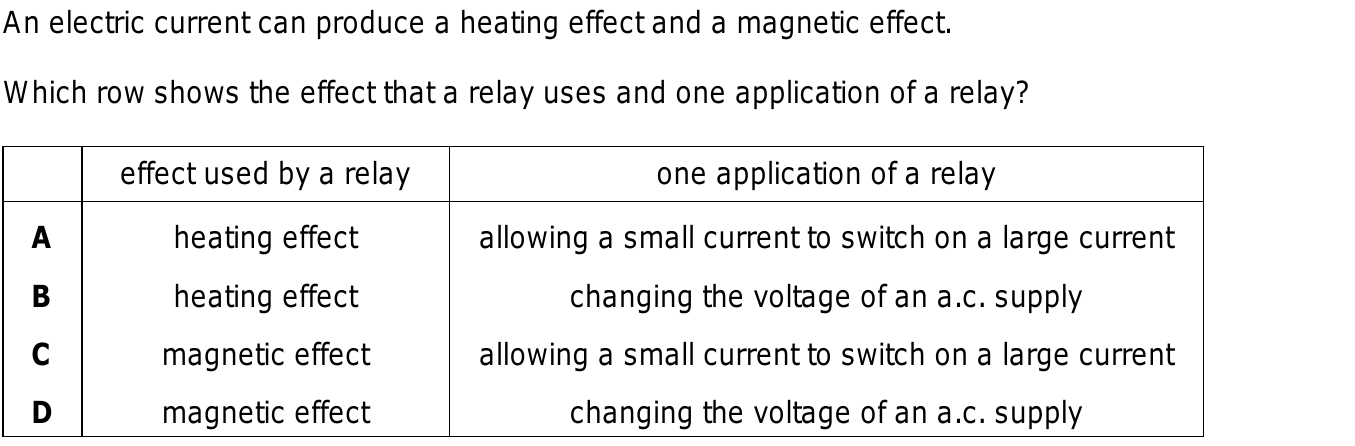 An electric current can produce a heating effect and a magnetic effect.
Which row shows the effect that a relay uses and one application of a relay?
effect used by a relay one application of a relay
A heating effect allowing a small current to switch on a large current
B heating effect changing the voltage of an a.c. supply
C magnetic effect allowing a small current to switch on a large current
D magnetic effect changing the voltage of an a.c. supply